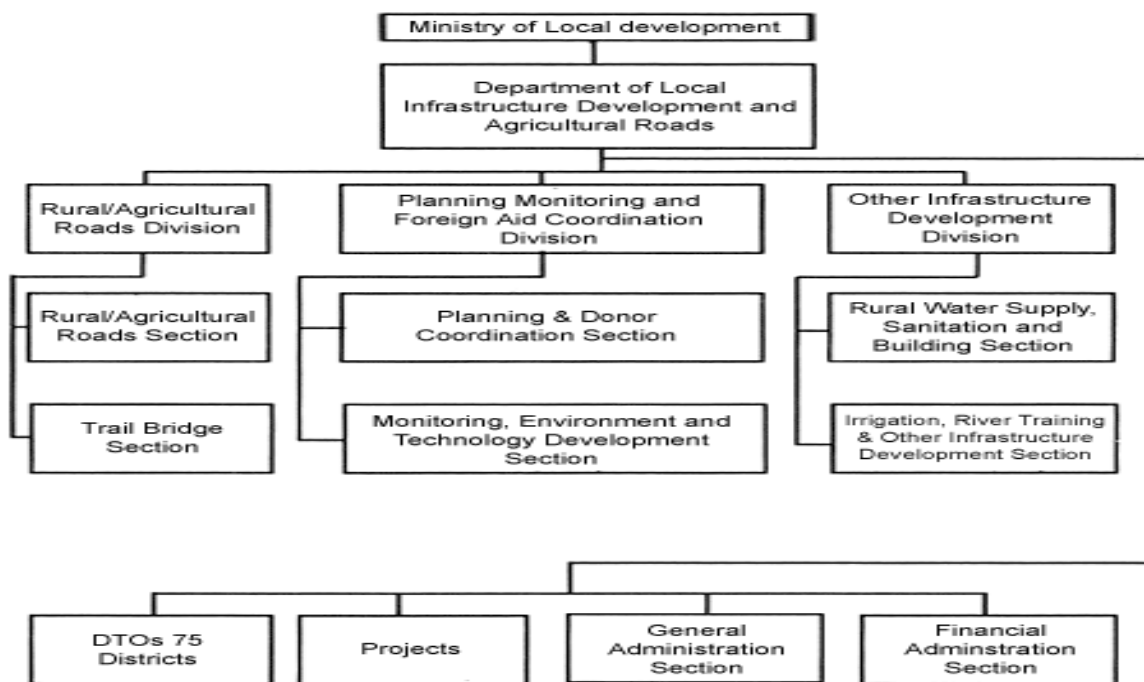 Ministry of Local development
Department of Local
Infrastructure Development and
Agricultural Roads
Rural/Agricultural
Roads Division
Planning Monitoring and
Foreign Aid Coordination
Division
Other Infrastructure
Development
Division
Rural/Agricultural
Roads Section
Planning & Donor
Coordination Section
Rural Water Supply,
Sanitation and
Building Section
Trail Bridge
Section
Monitoring, Environment and
Technology Development
Section
Irrigation, River Training
& Other Infrastructure
Development Section
DTOs 75
Districts
Projects
General
Administration
Section
Financial
Adminstration
Section